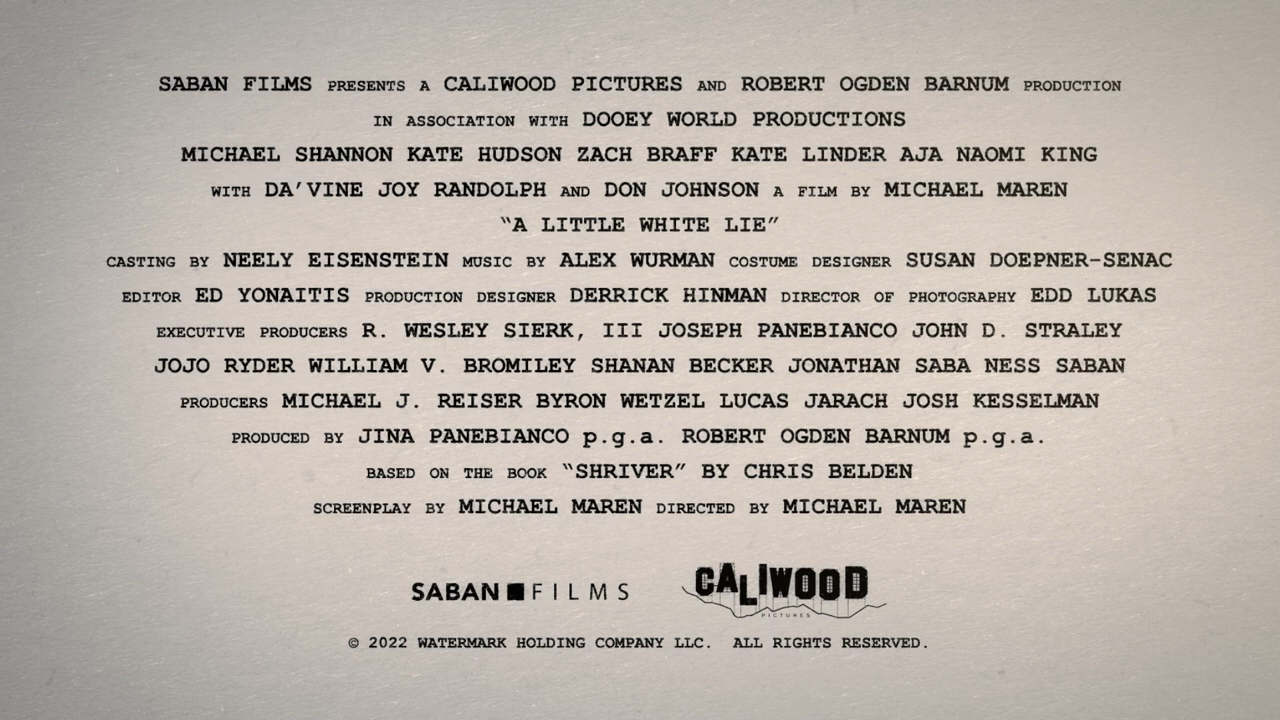 SABAN FILMS PRESENTS A CALIWOOD PICTURES AND ROBERT OGDEN BARNUM PRODUCTION
IN ASSOCIATION WITH DOOEY WORLD PRODUCTIONS
MICHAEL SHANNON KATE HUDSON ZACH BRAFF KATE LINDER AJA NAOMI KING
WITH DA’VINE JOY RANDOLPH AND DON JOHNSON A FILM BY MICHAEL MAREN
“A LITTLE WHITE LIE”
CASTING BY NEELY EISENSTEIN MUSIC BY ALEX WURMAN COSTUME DESIGNER SUSAN DOEPNER-SENAC
EDITOR ED YONAITIS PRODUCTION DESIGNER DERRICK HINMAN DIRECTOR OF PHOTOGRAPHY EDD LUKAS
EXECUTIVE PRODUCERS R. WESLEY SIERK, III JOSEPH PANEBIANCO JOHN D. STRALEY
JOJO RYDER WILLIAM V. BROMILEY SHANAN BECKER JONATHAN SABA NESS SABAN
PRODUCERS MICHAEL J. REISER BYRON WETZEL LUCAS JARACH JOSH KESSELMAN
PRODUCED BY JINA PANEBIANCO p.g.a. ROBERT OGDEN BARNUM p.g.a.
BASED ON THE BOOK “SHRIVER” BY CHRIS BELDEN
SCREENPLAY BY MICHAEL MAREN DIRECTED BY MICHAEL MAREN
SABAN FILMS
CALIWOOD
PICTURES
© 2022 WATERMARK HOLDING COMPANY LLC. ALL RIGHTS RESERVED.